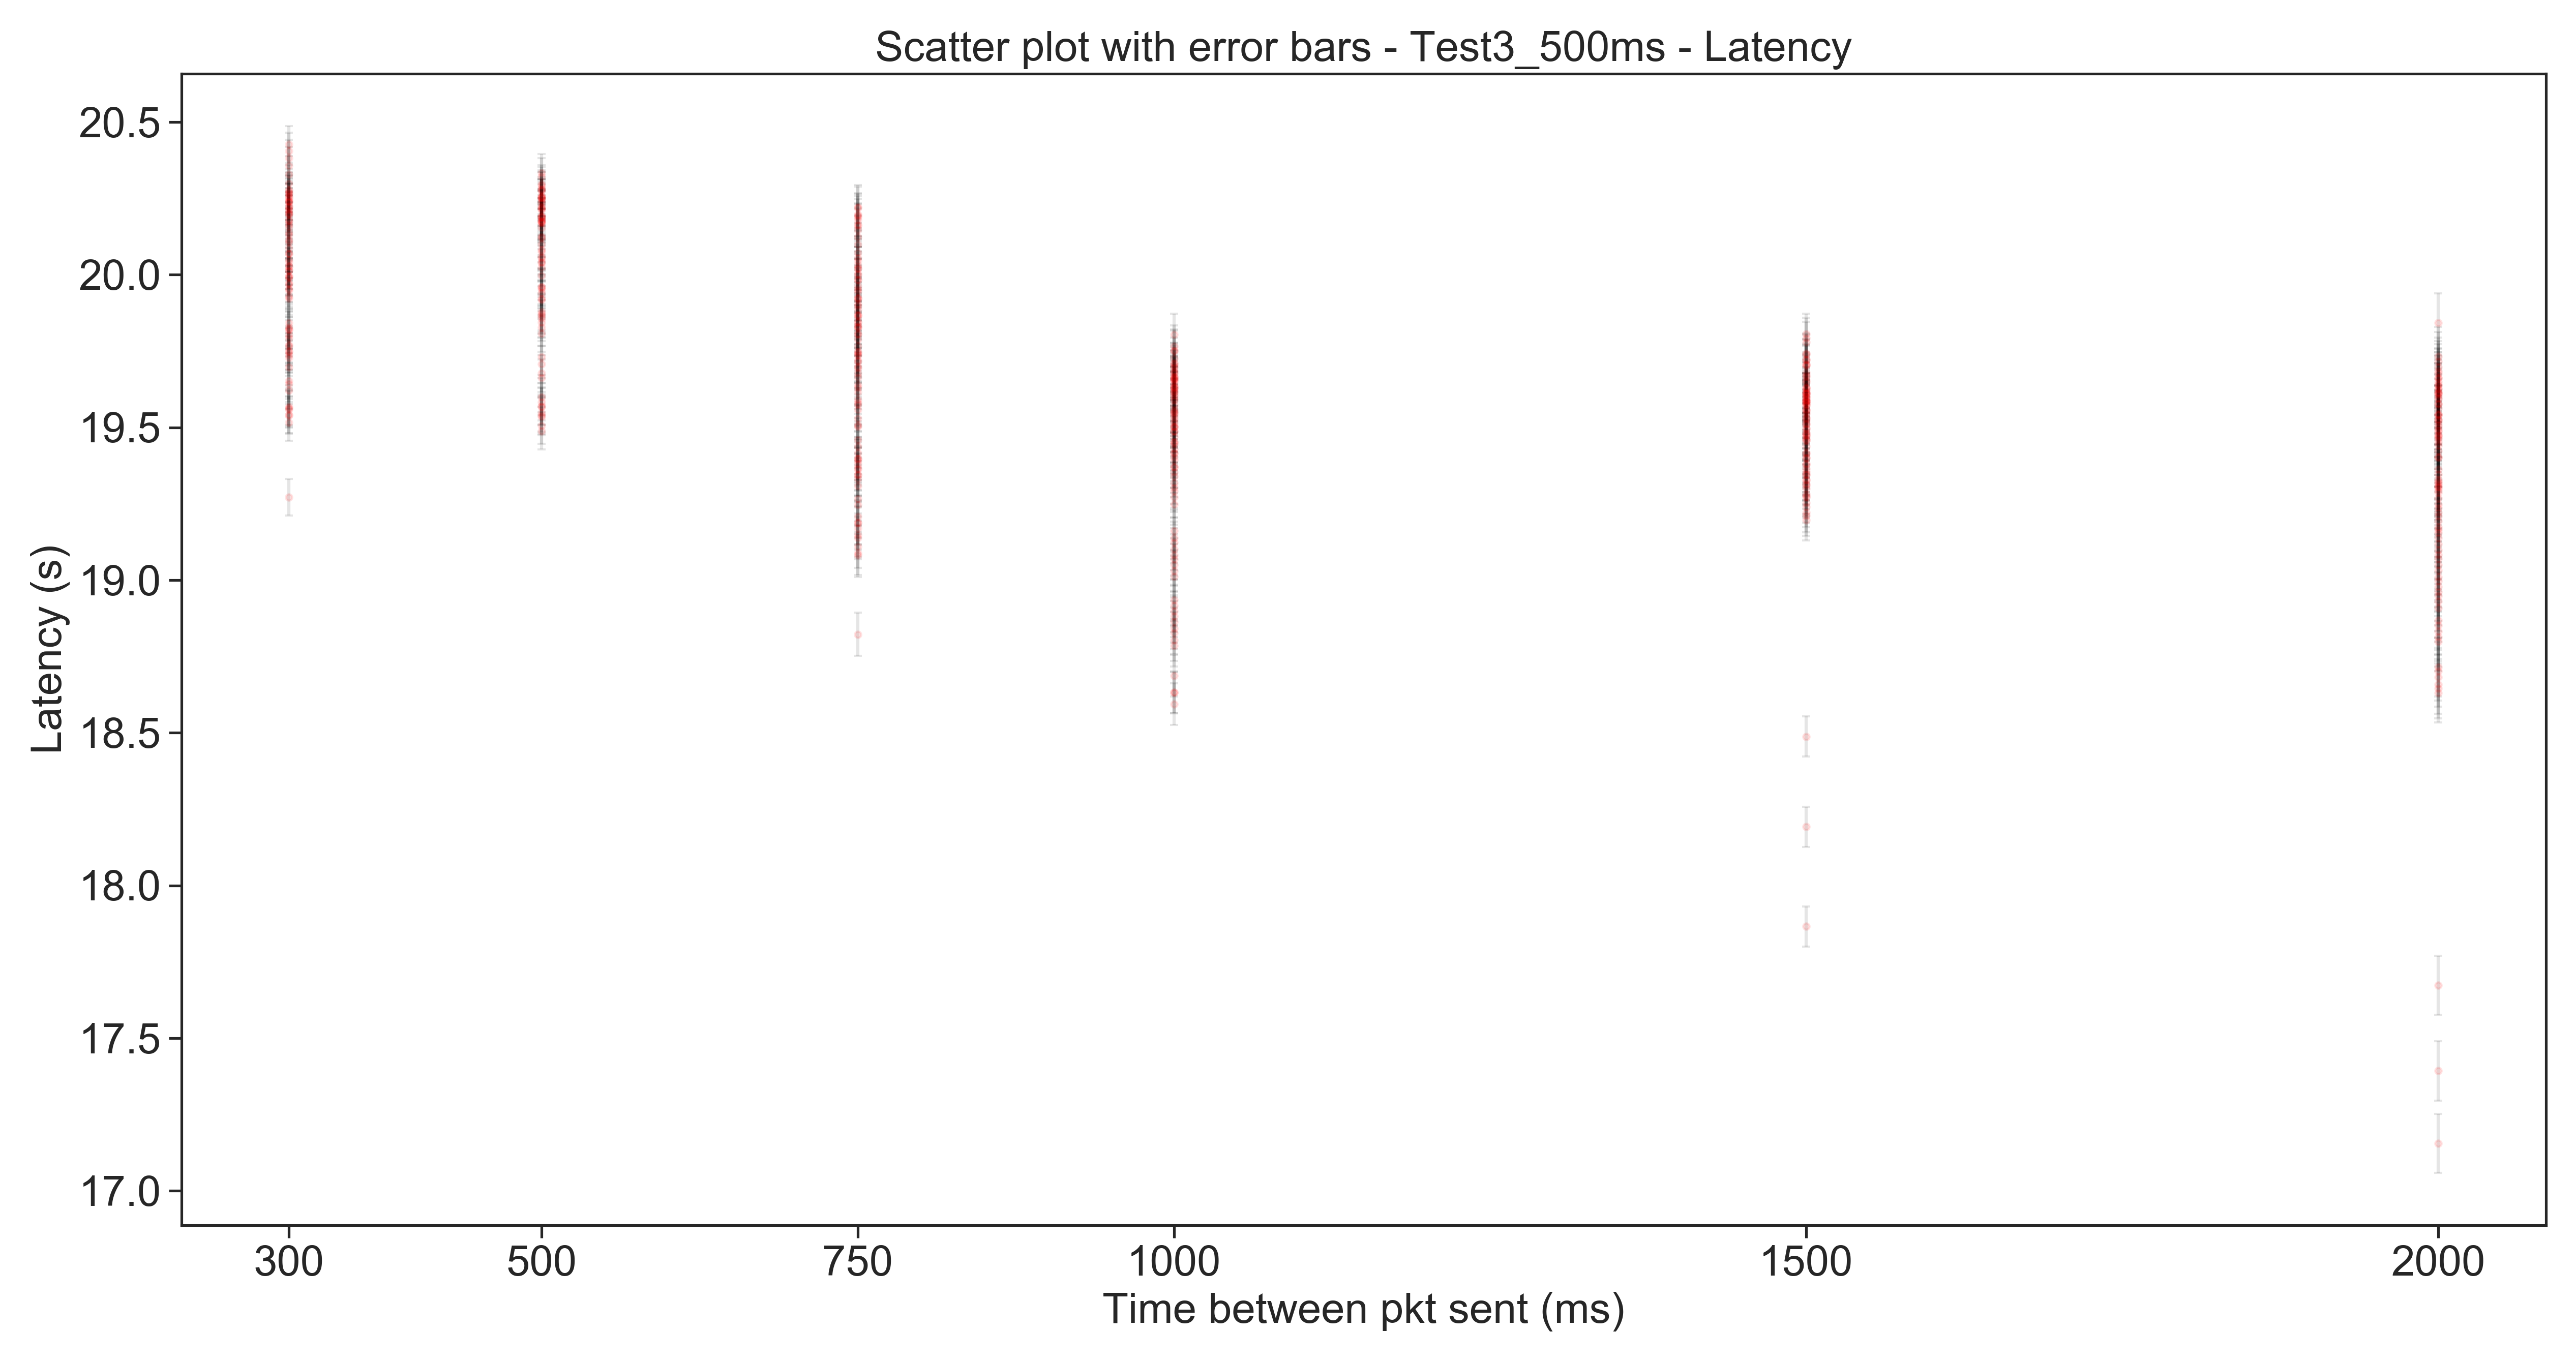 Scatter plot with error bars - Test3_500ms - Latency
20.5
20.0
19.5
19.0
18.5
18.0
17.5
17.0
Latency (s)
300 500 750 1000 1500 2000
Time between pkt sent (ms)